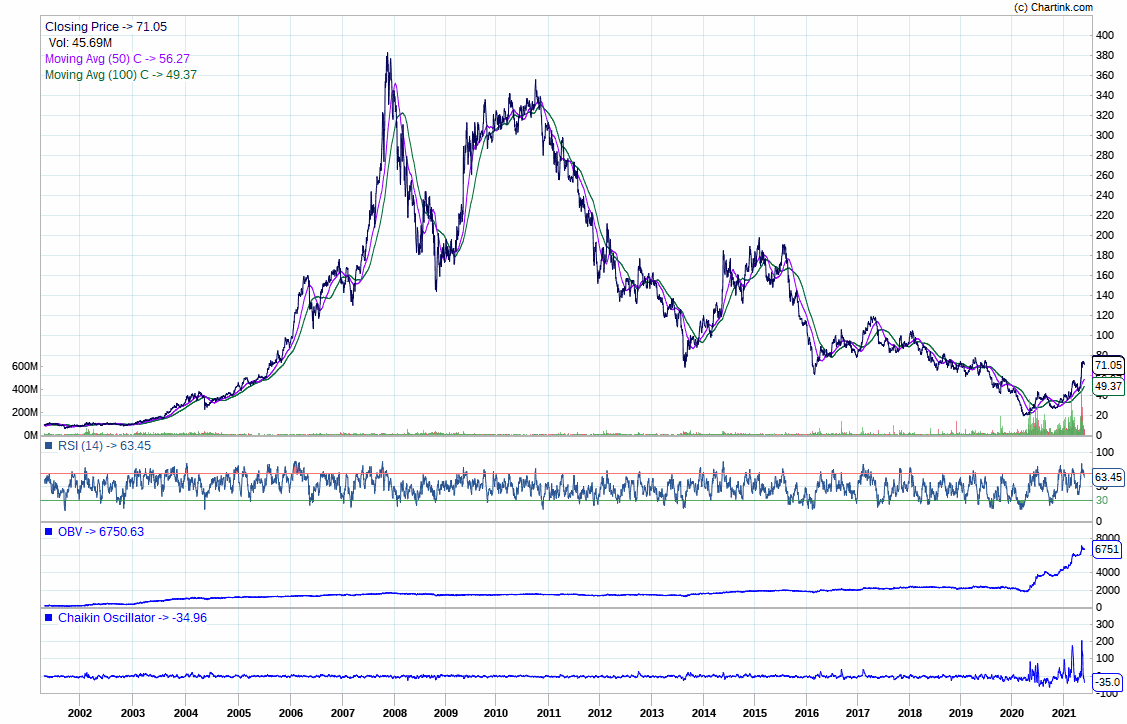 (c) Chartink.com
Closing Price -> 71.05
Vol: 45.69M
Moving Avg (50) C -> 56.27
Moving Avg (100) C -> 49.37
400
380
360
340
320
300
280
260
240
220
200
180
160
140
120
100
80
71.05
49.37
40
20
0
600M
400M
200M
0M
RSI (14) -> 63.45
100
63.45
50
30
0
OBV -> 6750.63
8000
6751
4000
2000
0
Chaikin Oscillator -> -34.96
300
200
100
-35.0
-100
2002 2003 2004 2005 2006 2007 2008 2009 2010 2011 2012 2013 2014 2015 2016 2017 2018 2019 2020 2021